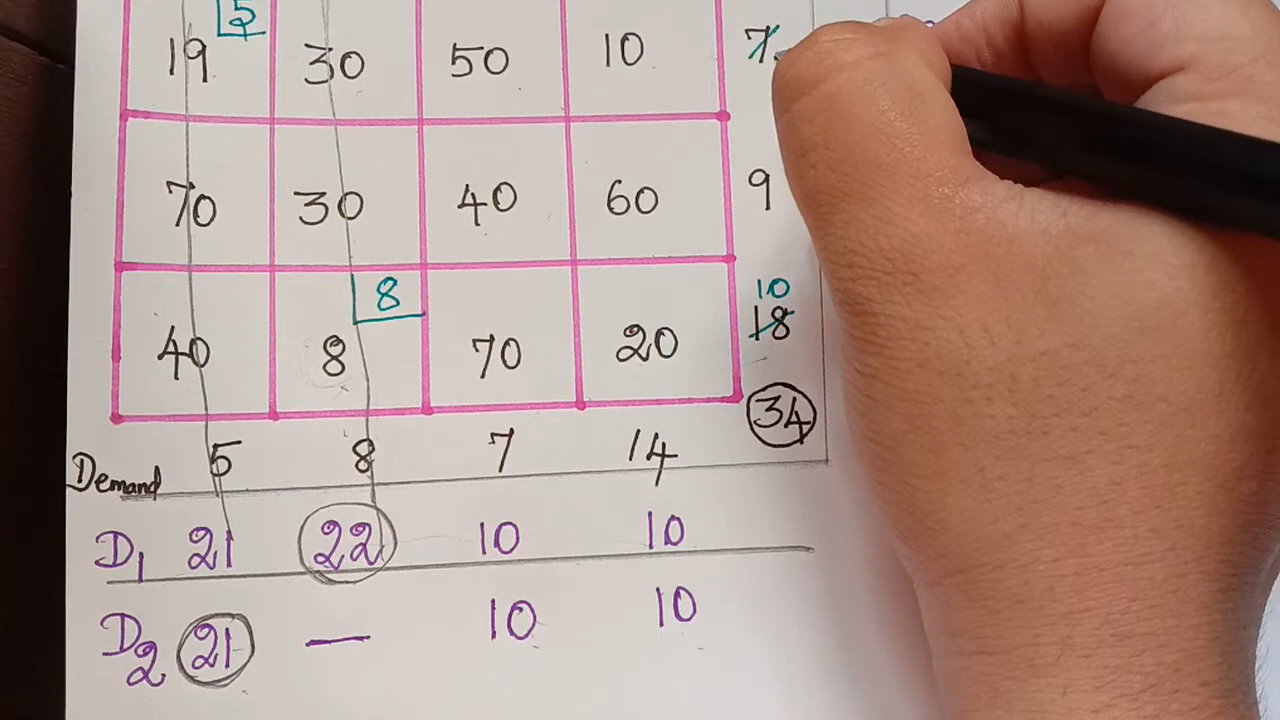 5
19 30 50 10 7
70 30 40 60 9
8 10
40 8 70 20 18
34
Demand 5 8 7 14
D1 21 22 10 10
D2 21 — 10 10